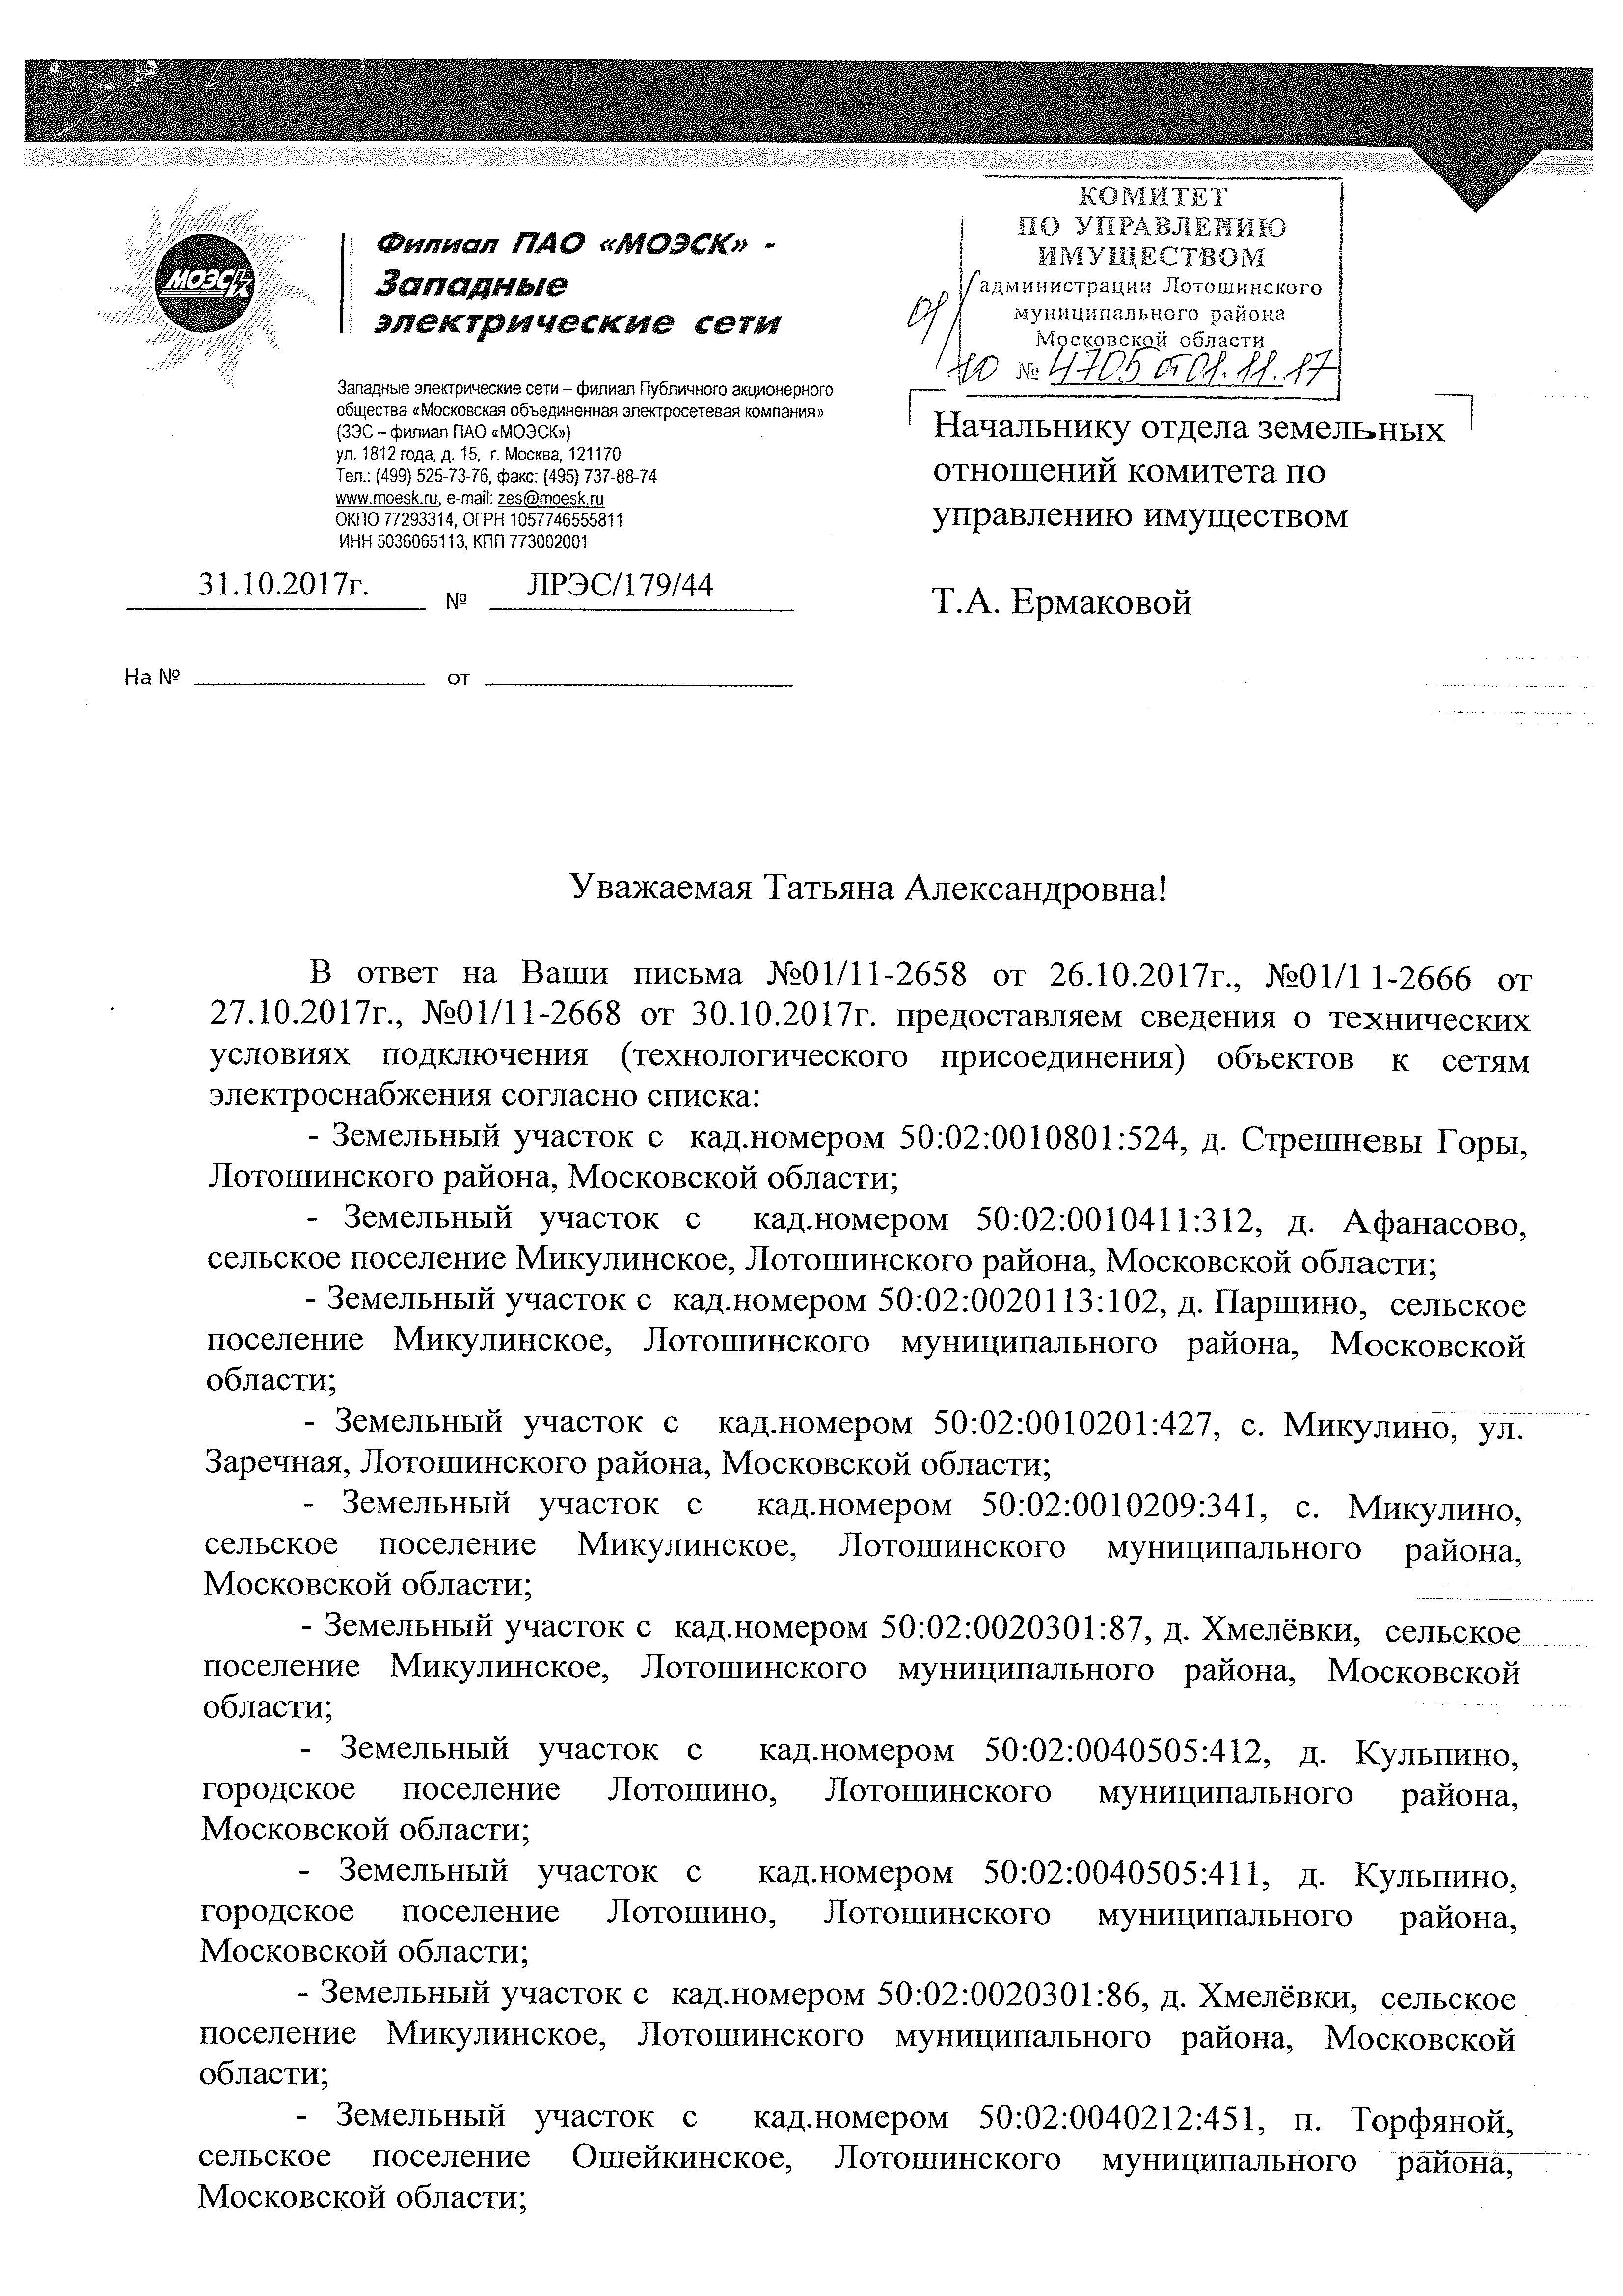 МОЭСК
Филиал ПАО «МОЭСК» -
Западные
электрические сети
КОМИТЕТ
ПО УПРАВЛЕНИЮ
ИМУЩЕСТВОМ
администрации Лотошинского
муниципального района
Московской области
№ 4705 от 01.11.17
Западные электрические сети – филиал Публичного акционерного
общества «Московская объединенная электросетевая компания»
(ЗЭС – филиал ПАО «МОЭСК»)
ул. 1812 года, д. 15, г. Москва, 121170
Тел.: (499) 525-73-76, факс: (495) 737-88-74
www.moesk.ru, e-mail: zes@moesk.ru
ОКПО 77293314, ОГРН 1057746555811
ИНН 5036065113, КПП 773002001
31.10.2017г. № ЛРЭС/179/44
На № от
Начальнику отдела земельных
отношений комитета по
управлению имуществом
Т.А. Ермаковой
Уважаемая Татьяна Александровна!
В ответ на Ваши письма №01/11-2658 от 26.10.2017г., №01/11-2666 от
27.10.2017г., №01/11-2668 от 30.10.2017г. предоставляем сведения о технических
условиях подключения (технологического присоединения) объектов к сетям
электроснабжения согласно списка:
- Земельный участок с кад.номером 50:02:0010801:524, д. Стрешневы Горы,
Лотошинского района, Московской области;
- Земельный участок с кад.номером 50:02:0010411:312, д. Афанасово,
сельское поселение Микулинское, Лотошинского района, Московской области;
- Земельный участок с кад.номером 50:02:0020113:102, д. Паршино, сельское
поселение Микулинское, Лотошинского муниципального района, Московской
области;
- Земельный участок с кад.номером 50:02:0010201:427, с. Микулино, ул.
Заречная, Лотошинского района, Московской области;
- Земельный участок с кад.номером 50:02:0010209:341, с. Микулино,
сельское поселение Микулинское, Лотошинского муниципального района,
Московской области;
- Земельный участок с кад.номером 50:02:0020301:87, д. Хмелёвки, сельское
поселение Микулинское, Лотошинского муниципального района, Московской
области;
- Земельный участок с кад.номером 50:02:0040505:412, д. Кульпино,
городское поселение Лотошино, Лотошинского муниципального района,
Московской области;
- Земельный участок с кад.номером 50:02:0040505:411, д. Кульпино,
городское поселение Лотошино, Лотошинского муниципального района,
Московской области;
- Земельный участок с кад.номером 50:02:0020301:86, д. Хмелёвки, сельское
поселение Микулинское, Лотошинского муниципального района, Московской
области;
- Земельный участок с кад.номером 50:02:0040212:451, п. Торфяной,
сельское поселение Ошейкинское, Лотошинского муниципального района,
Московской области;